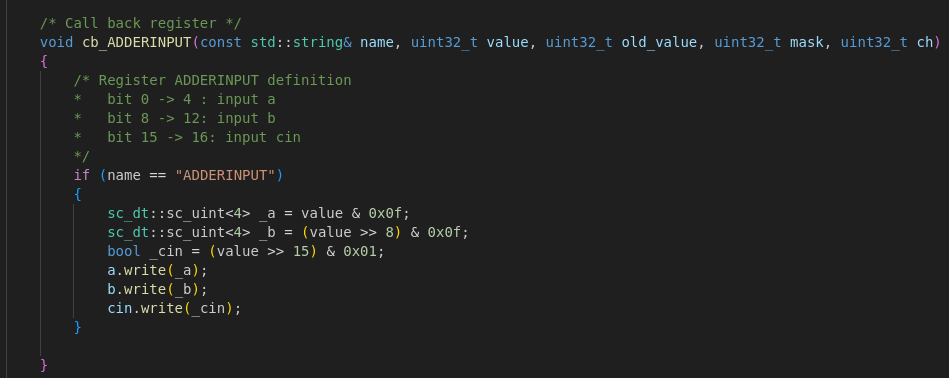 /* Call back register */
void cb_ADDERINPUT(const std::string& name, uint32_t value, uint32_t old_value, uint32_t mask, uint32_t ch)
{
    /* Register ADDERINPUT definition
    *   bit 0 -> 4 : input a
    *   bit 8 -> 12: input b
    *   bit 15 -> 16: input cin
    */
    if (name == "ADDERINPUT")
    {
        sc_dt::sc_uint<4> _a = value & 0x0f;
        sc_dt::sc_uint<4> _b = (value >> 8) & 0x0f;
        bool _cin = (value >> 15) & 0x01;
        a.write(_a);
        b.write(_b);
        cin.write(_cin);
    }
}